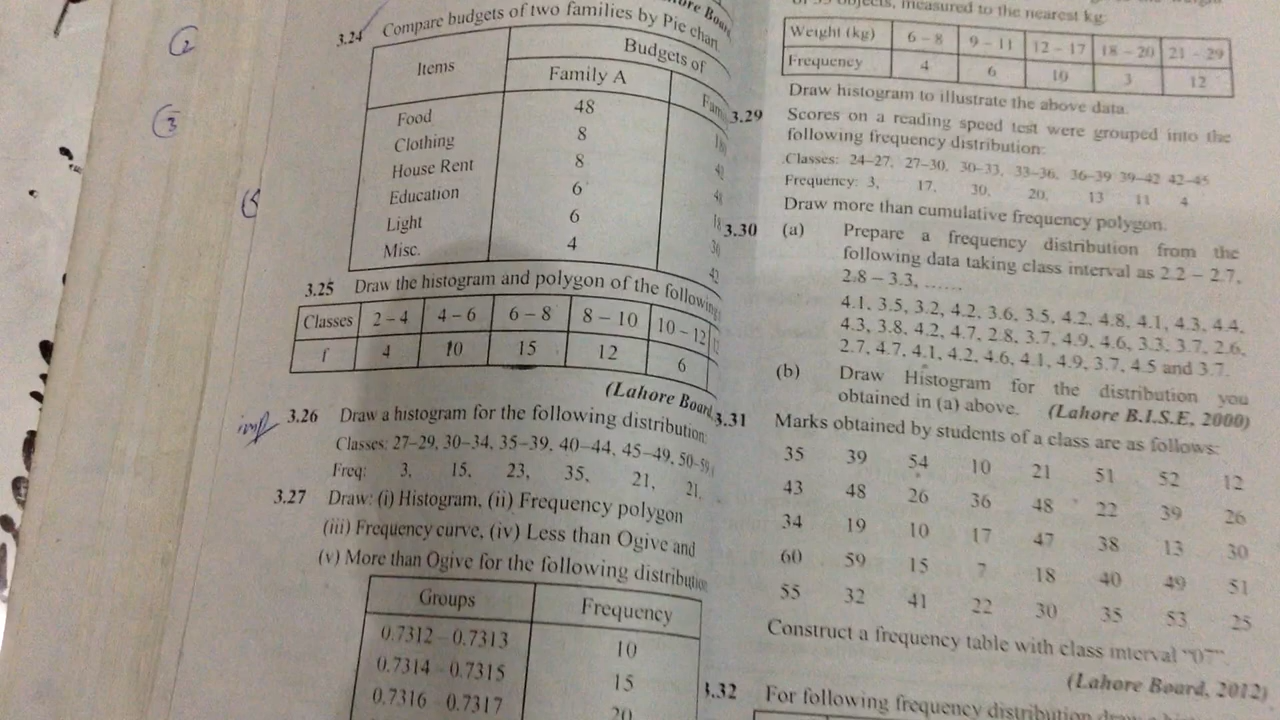 2
3
3.24 Compare budgets of two families by Pie chart.
Items Budgets of
Family A
Food 48
Clothing 8
House Rent 8
Education 6
Light 6
Misc. 4
3.25 Draw the histogram and polygon of the following
Classes 2 – 4 4 – 6 6 – 8 8 – 10 10 – 12
f 4 10 15 12 6
(Lahore Board
imp 3.26 Draw a histogram for the following distribution:
Classes: 27–29, 30–34, 35–39, 40–44, 45–49, 50–59
Freq: 3, 15, 23, 35, 21, 21,
3.27 Draw: (i) Histogram, (ii) Frequency polygon
(iii) Frequency curve, (iv) Less than Ogive and
(v) More than Ogive for the following distribution
Groups Frequency
0.7312 – 0.7313 10
0.7314 – 0.7315 15
0.7316 – 0.7317 20
objects, measured to the nearest kg.
Weight (kg) 6 – 8 9 – 11 12 – 17 18 – 20 21 – 29
Frequency 4 6 10 3 12
Draw histogram to illustrate the above data.
3.29 Scores on a reading speed test were grouped into the
following frequency distribution:
Classes: 24–27, 27–30, 30–33, 33–36, 36–39 39–42 42–45
Frequency: 3, 17, 30, 20, 13 11 4
Draw more than cumulative frequency polygon.
3.30 (a) Prepare a frequency distribution from the
following data taking class interval as 2.2 – 2.7,
2.8 – 3.3, ......
4.1, 3.5, 3.2, 4.2, 3.6, 3.5, 4.2, 4.8, 4.1, 4.3, 4.4,
4.3, 3.8, 4.2, 4.7, 2.8, 3.7, 4.9, 4.6, 3.3, 3.7, 2.6,
2.7, 4.7, 4.1, 4.2, 4.6, 4.1, 4.9, 3.7, 4.5 and 3.7.
(b) Draw Histogram for the distribution you
obtained in (a) above. (Lahore B.I.S.E, 2000)
3.31 Marks obtained by students of a class are as follows:
35 39 54 10 21 51 52 12
43 48 26 36 48 22 39 26
34 19 10 17 47 38 13 30
60 59 15 7 18 40 49 51
55 32 41 22 30 35 53 25
Construct a frequency table with class interval "07".
(Lahore Board, 2012)
3.32 For following frequency distribution draw